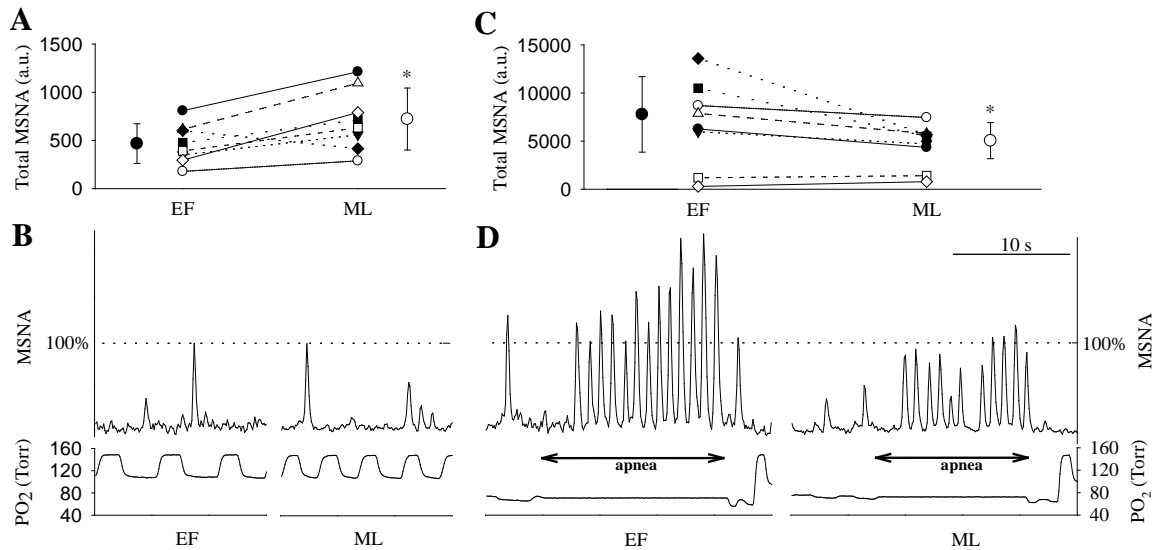 A
Total MSNA (a.u.)
1500
1000
500
0
*
EF
ML
C
Total MSNA (a.u.)
15000
10000
5000
0
*
EF
ML
B
MSNA
100%
PO2 (Torr)
160
120
80
40
EF
ML
D
10 s
100%
MSNA
apnea
apnea
160
120
80
40
PO2 (Torr)
EF
ML